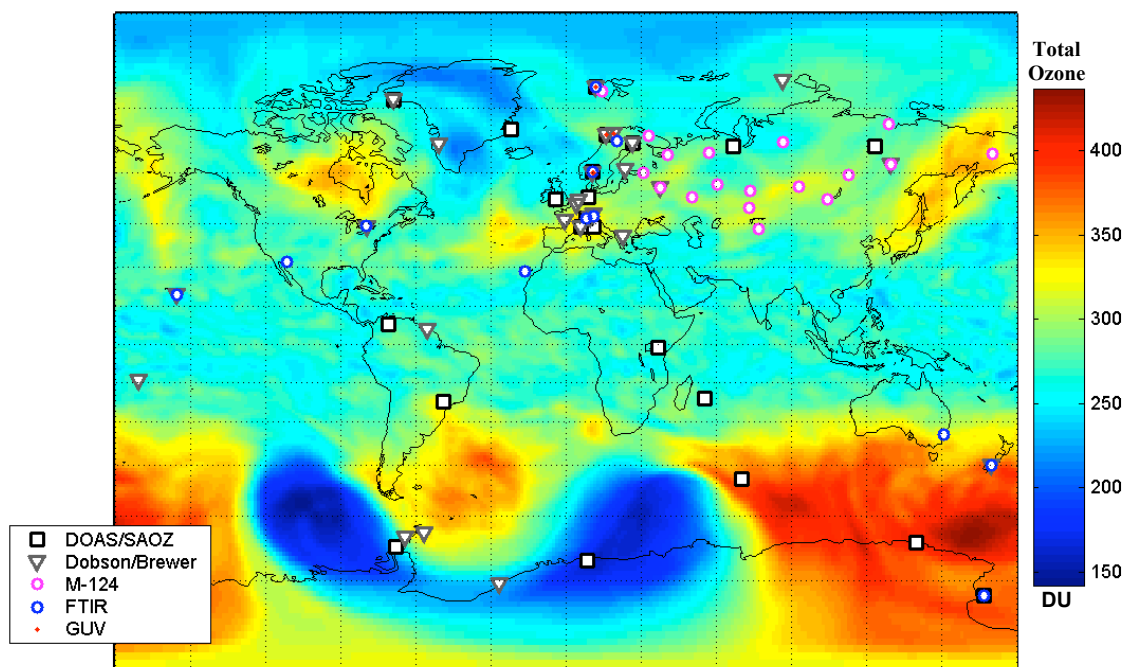 Total
Ozone
400
350
300
250
200
150
DU
DOAS/SAOZ
Dobson/Brewer
M-124
FTIR
GUV